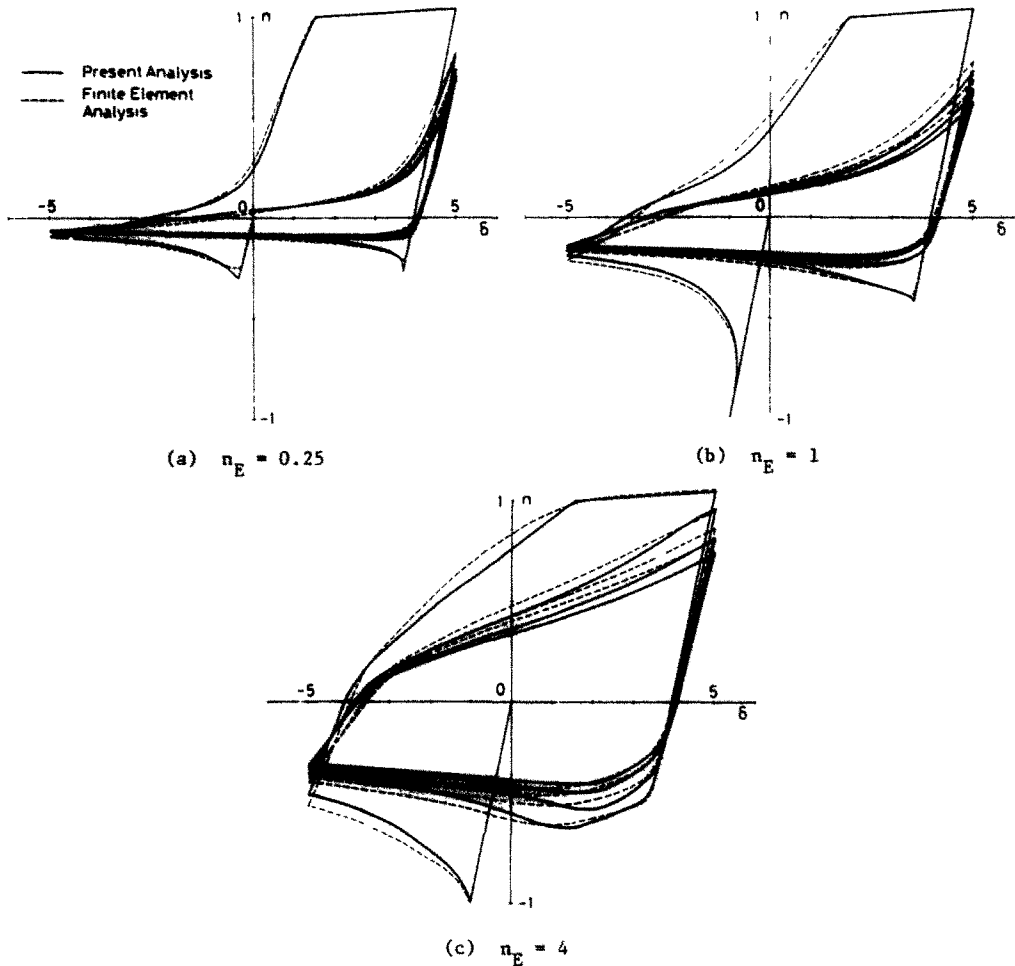 1 n
Present Analysis
Finite Element
Analysis
-5 0 5
δ
-1
(a) n_E = 0.25
1 n
-5 0 5
δ
-1
(b) n_E = 1
1 n
-5 0 5
δ
-1
(c) n_E = 4